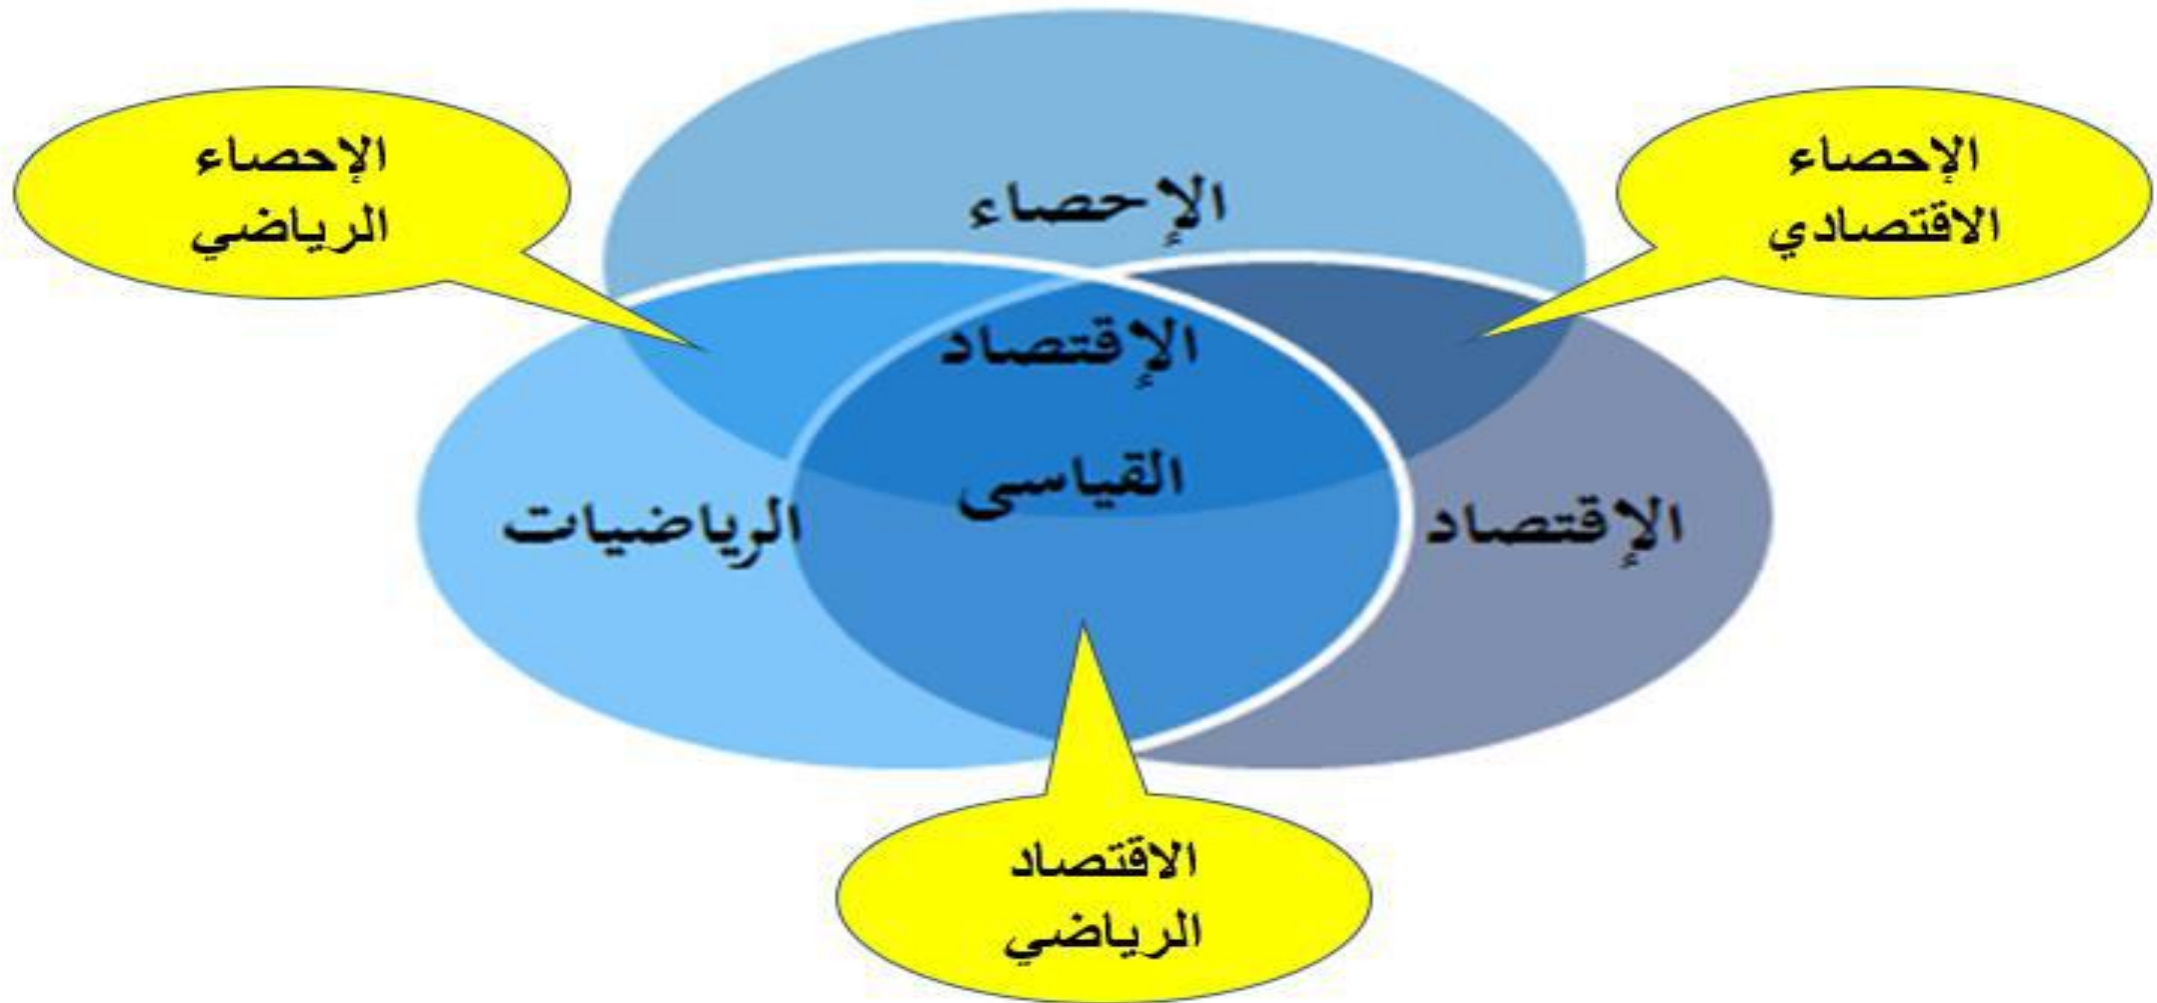 الإحصاء
الاقتصادي
الإحصاء
الرياضي
الإحصاء
الإقتصاد
القياسى
الإقتصاد
الرياضيات
الاقتصاد
الرياضي